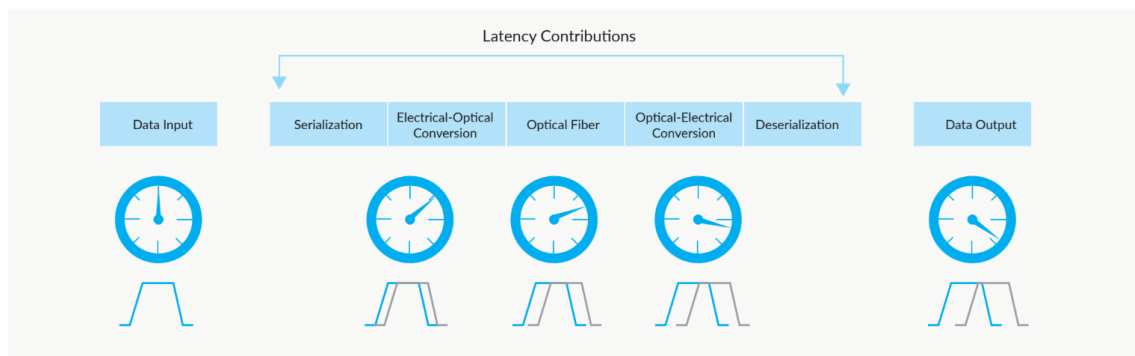 Latency Contributions
Data Input
Serialization
Electrical-Optical
Conversion
Optical Fiber
Optical-Electrical
Conversion
Deserialization
Data Output